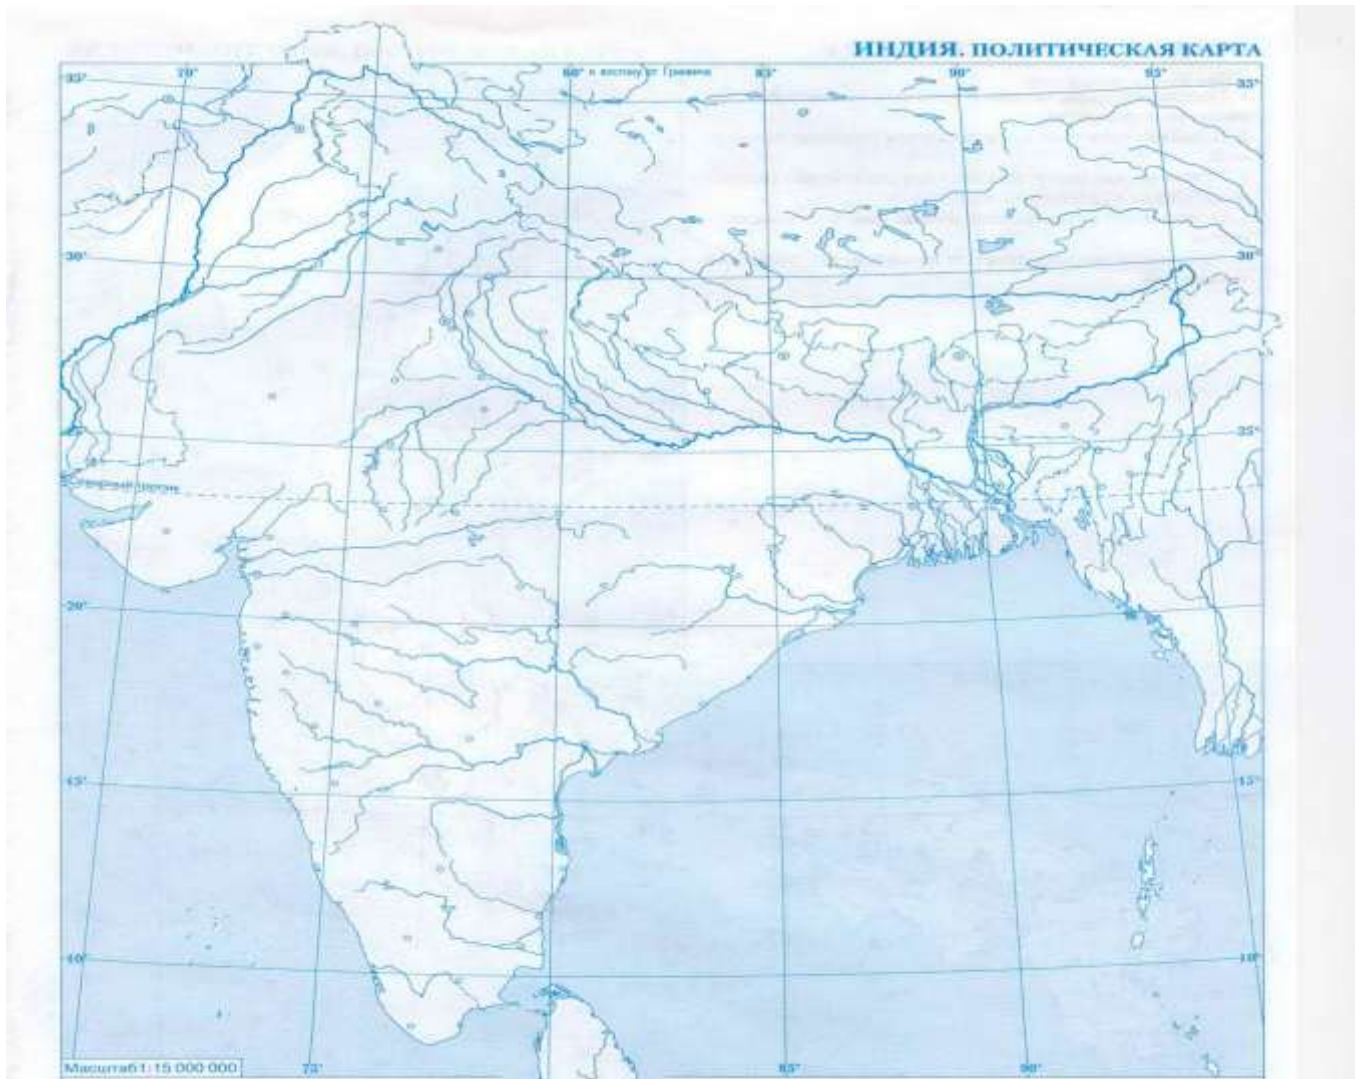 ИНДИЯ. ПОЛИТИЧЕСКАЯ КАРТА
35° 70° 80° к востоку от Гринвича 85° 90° 95° 35°
30° 30°
25°
Северный тропик
20° 20°
15° 15°
10° 10°
Масштаб 1:15 000 000 75° 85° 90°